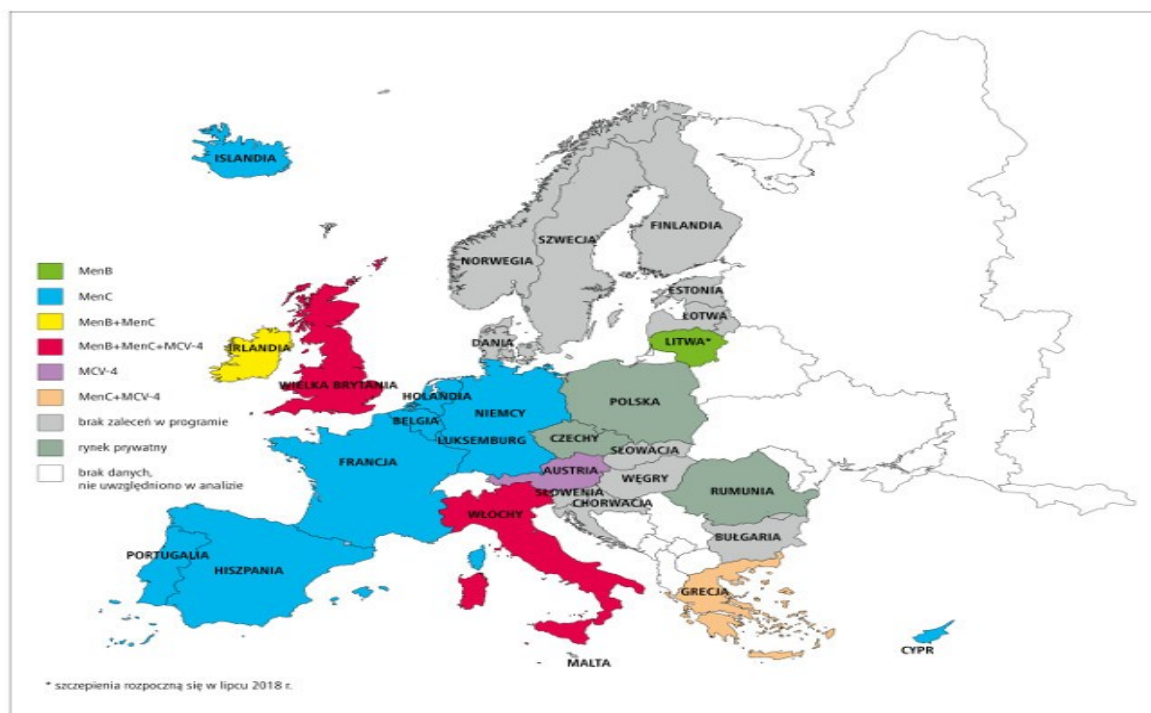 ISLANDIA
FINLANDIA
SZWECJA
NORWEGIA
ESTONIA
ŁOTWA
LITWA*
DANIA
IRLANDIA
WIELKA BRYTANIA
HOLANDIA
BELGIA
NIEMCY
LUKSEMBURG
POLSKA
CZECHY
SŁOWACJA
FRANCJA
AUSTRIA
WĘGRY
SŁOWENIA
CHORWACJA
RUMUNIA
WŁOCHY
BUŁGARIA
PORTUGALIA
HISZPANIA
GRECJA
MALTA
CYPR
MenB
MenC
MenB+MenC
MenB+MenC+MCV-4
MCV-4
MenC+MCV-4
brak zaleceń w programie
rynek prywatny
brak danych,
nie uwzględniono w analizie
* szczepienia rozpoczną się w lipcu 2018 r.